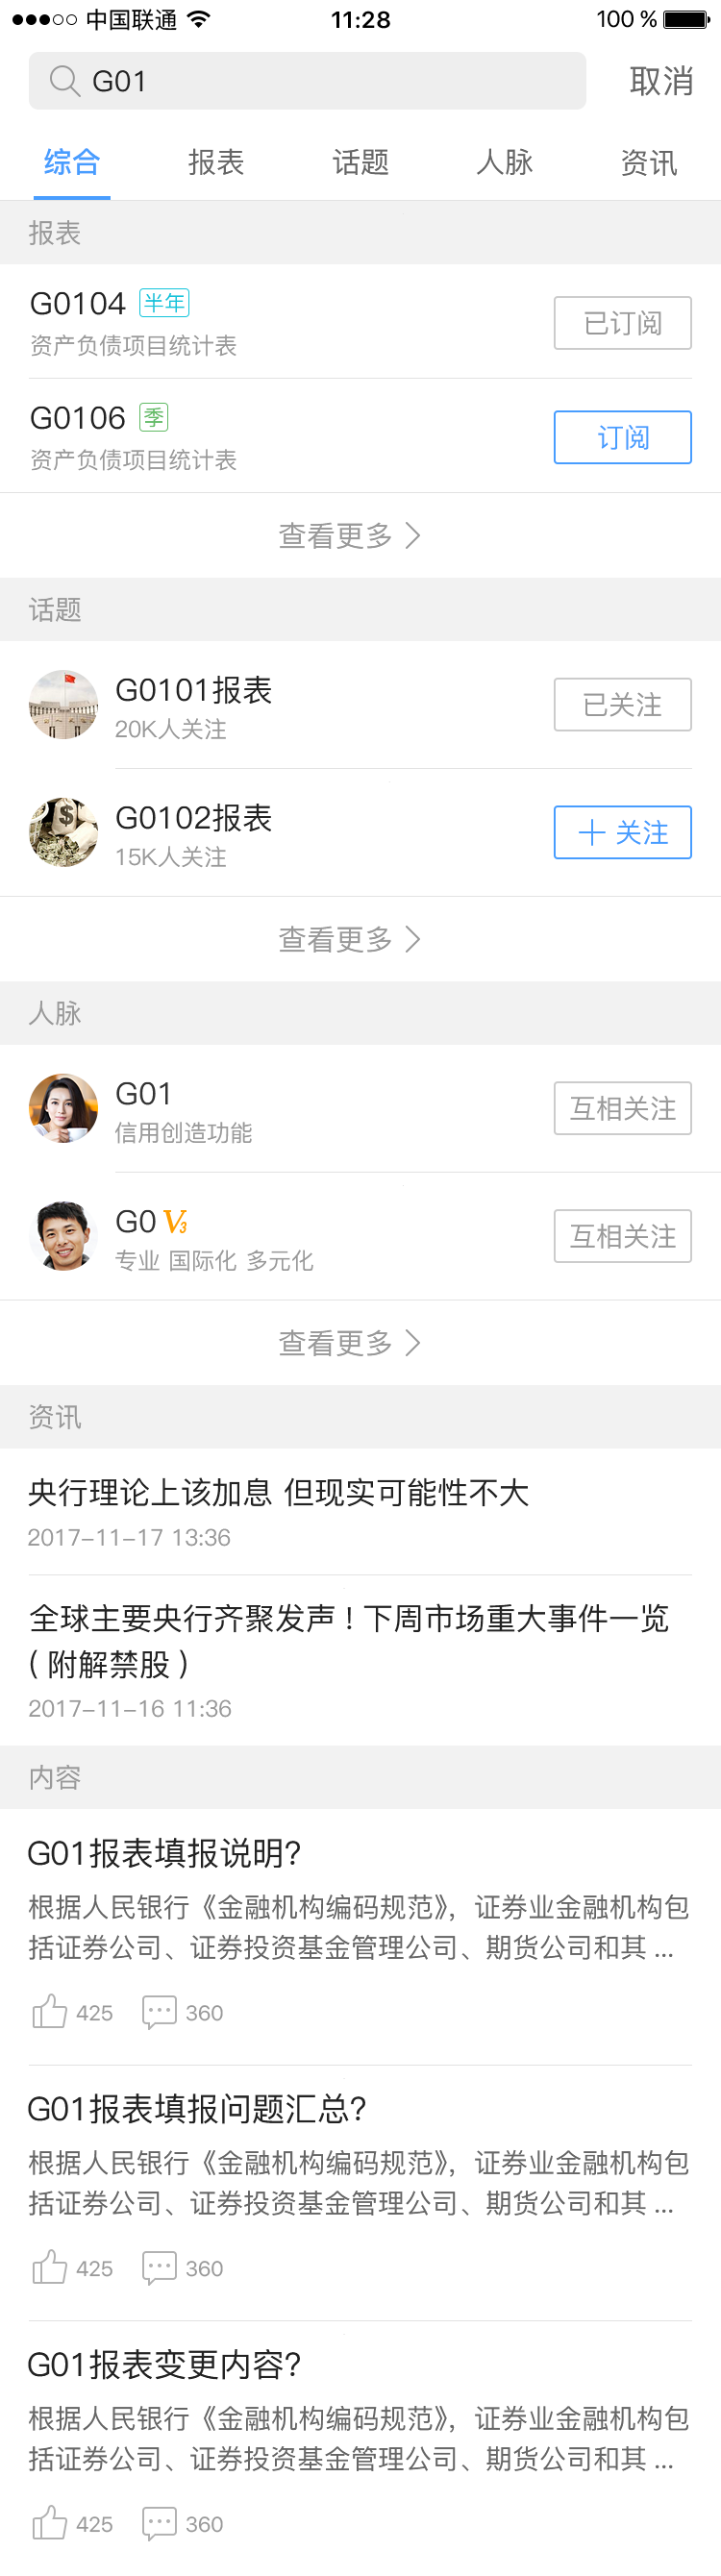 中国联通 11:28 100 %
G01 取消
综合 报表 话题 人脉 资讯
报表
G0104 半年
资产负债项目统计表
已订阅
G0106 季
资产负债项目统计表
订阅
查看更多
话题
G0101报表
20K人关注
已关注
G0102报表
15K人关注
关注
查看更多
人脉
G01
信用创造功能
互相关注
G0 V3
专业 国际化 多元化
互相关注
查看更多
资讯
央行理论上该加息 但现实可能性不大
2017-11-17 13:36
全球主要央行齐聚发声！下周市场重大事件一览
（附解禁股）
2017-11-16 11:36
内容
G01报表填报说明?
根据人民银行《金融机构编码规范》，证券业金融机构包
括证券公司、证券投资基金管理公司、期货公司和其 ...
425 360
G01报表填报问题汇总?
根据人民银行《金融机构编码规范》，证券业金融机构包
括证券公司、证券投资基金管理公司、期货公司和其 ...
425 360
G01报表变更内容?
根据人民银行《金融机构编码规范》，证券业金融机构包
括证券公司、证券投资基金管理公司、期货公司和其 ...
425 360